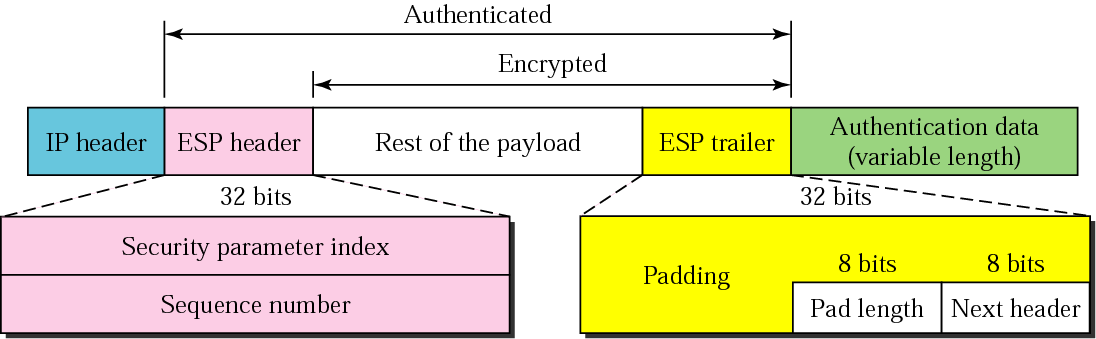 Authenticated
Encrypted
IP header
ESP header
Rest of the payload
ESP trailer
Authentication data
(variable length)
32 bits
32 bits
Security parameter index
Sequence number
Padding
8 bits
8 bits
Pad length
Next header